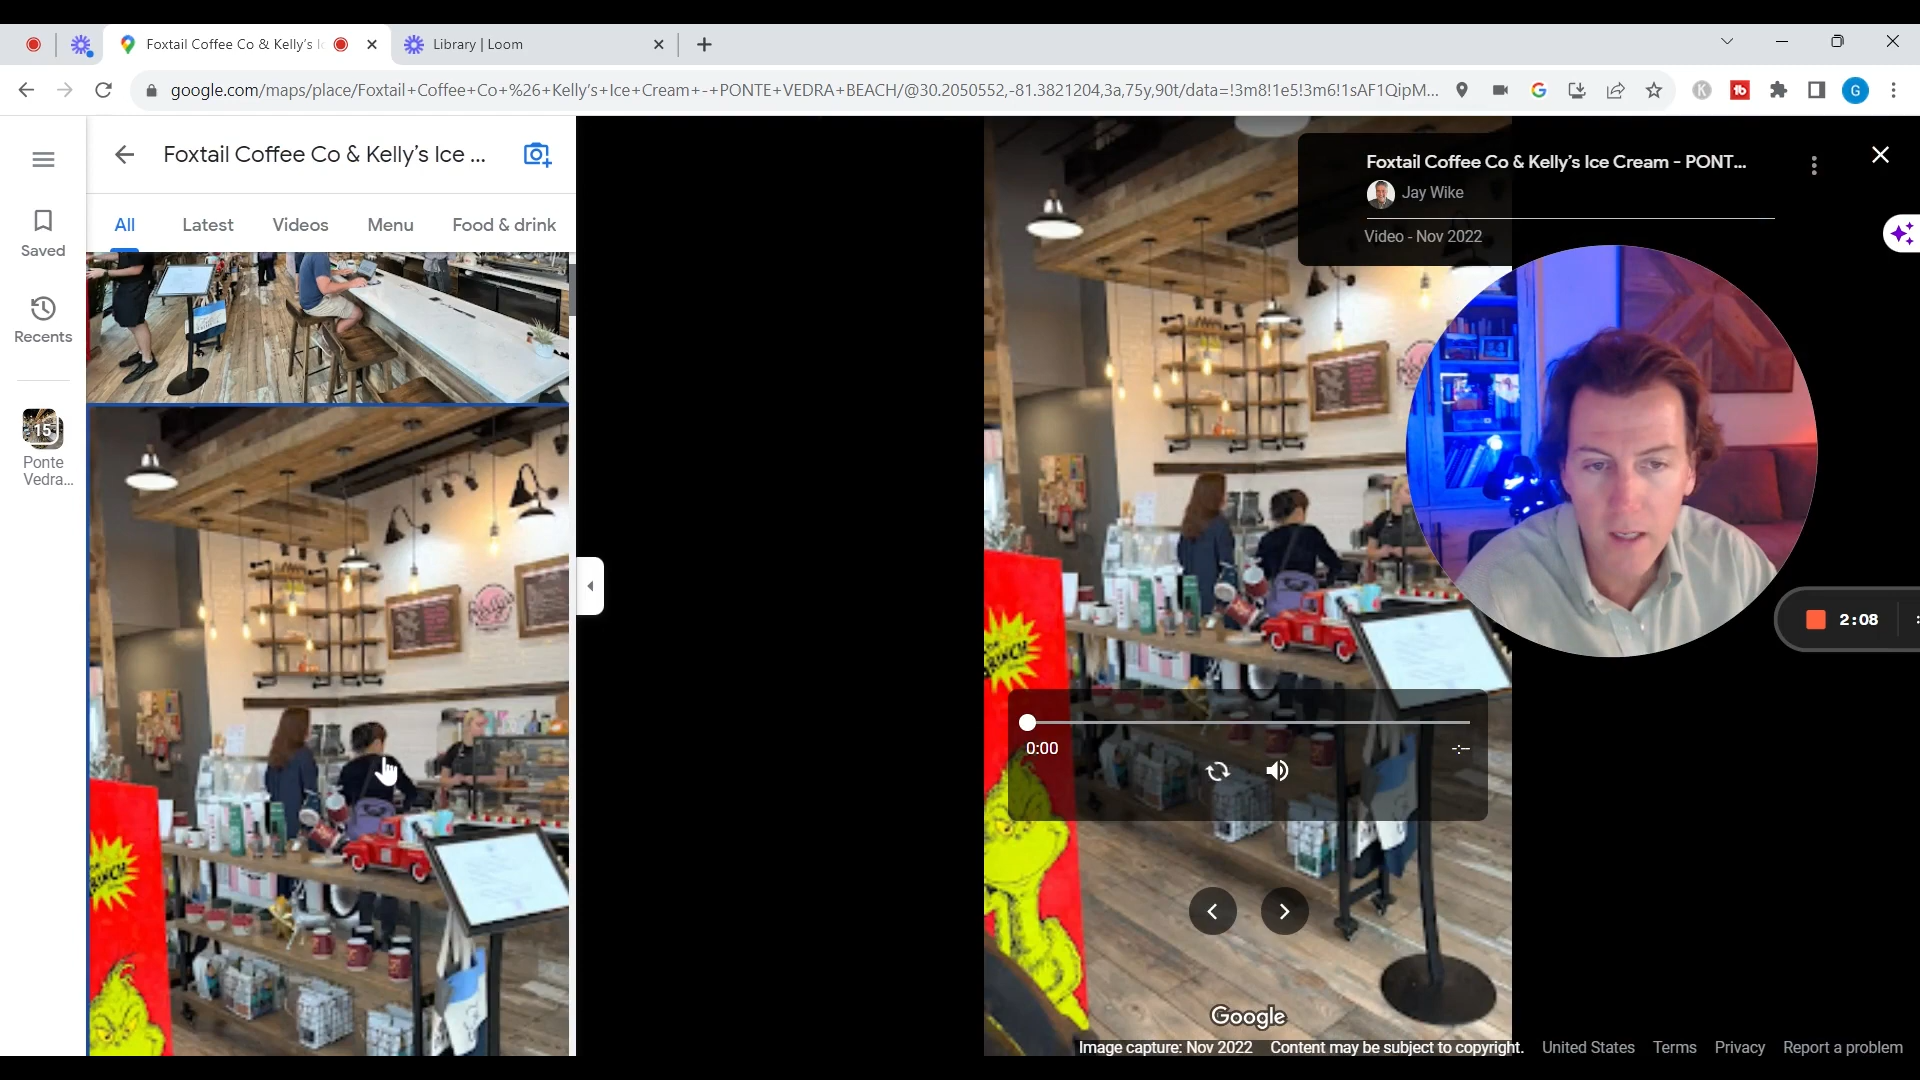 Foxtail Coffee Co & Kelly's I
Library | Loom
google.com/maps/place/Foxtail+Coffee+Co+%26+Kelly's+Ice+Cream+-+PONTE+VEDRA+BEACH/@30.2050552,-81.3821204,3a,75y,90t/data=!3m8!1e5!3m6!1sAF1QipM...
G
Foxtail Coffee Co & Kelly's Ice ...
All Latest Videos Menu Food & drink
Saved
Recents
15
Ponte
Vedra...
Foxtail Coffee Co & Kelly's Ice Cream - PONT...
Jay Wike
Video - Nov 2022
2:08
0:00
-:--
Google
Image capture: Nov 2022 Content may be subject to copyright. United States Terms Privacy Report a problem